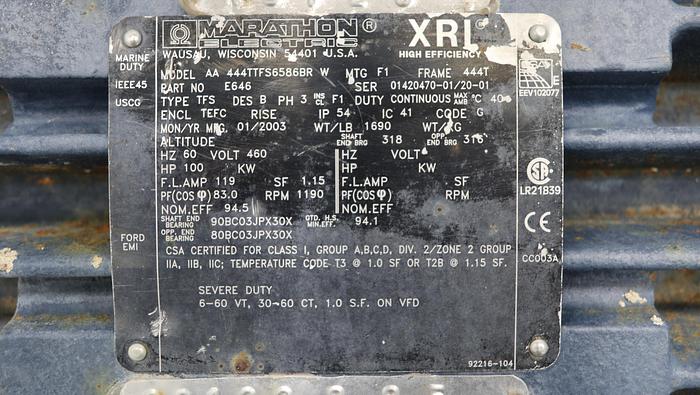 MARATHON® XRI®
ELECTRIC
WAUSAU, WISCONSIN 54401 U.S.A. HIGH EFFICIENCY
MARINE DUTY
IEEE45
USCG
FORD EMI
MODEL AA 444TTFS6586BR W MTG F1 FRAME 444T
PART NO E646 SER 01420470-01/20-01
TYPE TFS DES B PH 3 INS CL F1 DUTY CONTINUOUS MAX AMB °C 40
ENCL TEFC RISE IP 54 IC 41 CODE G
MON/YR MFG. 01/2003 WT/LB 1690 WT/KG
ALTITUDE SHAFT END BRG 318 OPP. END BRG 316
HZ 60 VOLT 460 HZ VOLT
HP 100 KW HP KW
F.L.AMP 119 SF 1.15 F.L.AMP SF
PF(COS φ) 83.0 RPM 1190 PF(COS φ) RPM
NOM.EFF 94.5 NOM.EFF
SHAFT END BEARING 90BC03JPX30X GTD. H.S. MIN.EFF. 94.1
OPP. END BEARING 80BC03JPX30X
CSA CERTIFIED FOR CLASS I, GROUP A,B,C,D, DIV. 2/ZONE 2 GROUP
IIA, IIB, IIC; TEMPERATURE CODE T3 @ 1.0 SF OR T2B @ 1.15 SF.
SEVERE DUTY
6-60 VT, 30-60 CT, 1.0 S.F. ON VFD
E
EEV102077
LR21839
CE
CC003A
92216-104